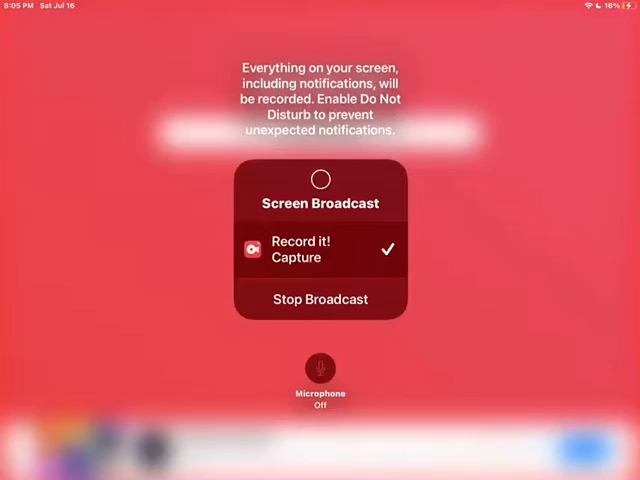 8:05 PM Sat Jul 16
16%
Everything on your screen,
including notifications, will
be recorded. Enable Do Not
Disturb to prevent
unexpected notifications.
Screen Broadcast
Record it!
Capture
Stop Broadcast
Microphone
Off